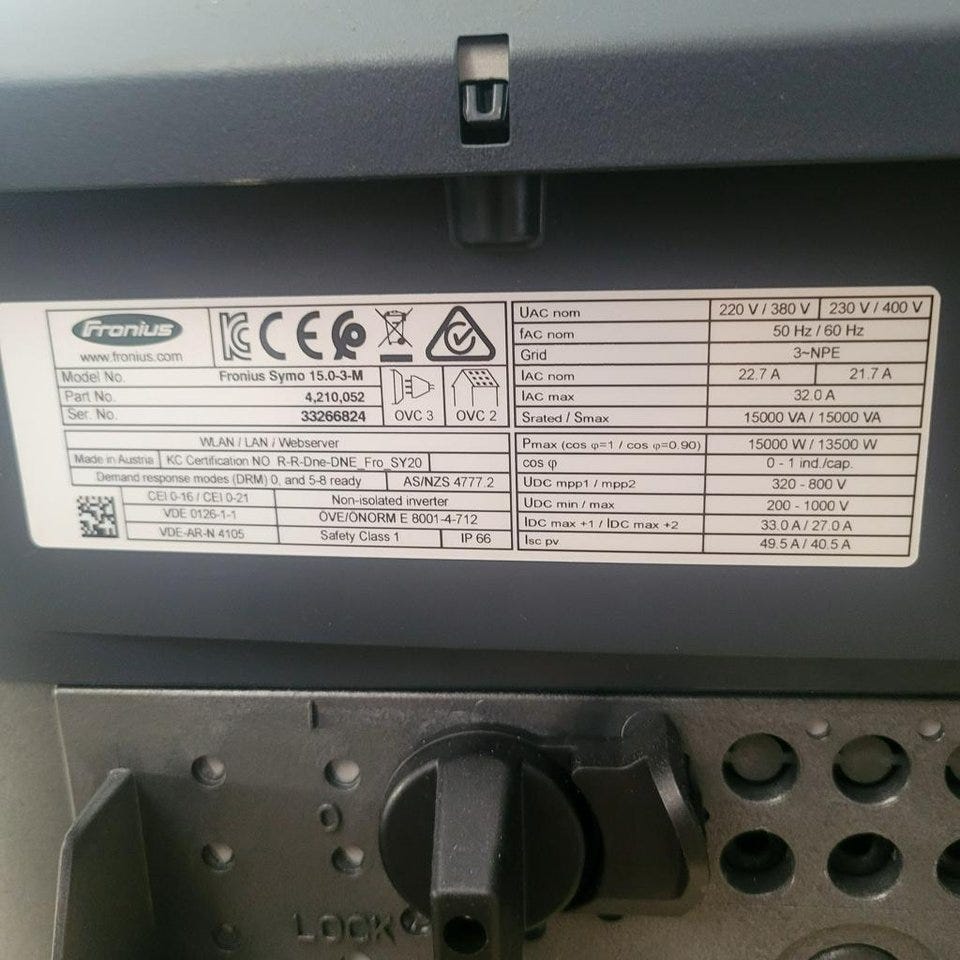 Fronius
www.fronius.com
Model No. Fronius Symo 15.0-3-M
Part No. 4,210,052
Ser. No. 33266824
OVC 3 OVC 2
WLAN / LAN / Webserver
Made in Austria KC Certification NO R-R-Dne-DNE_Fro_SY20
Demand response modes (DRM) 0, and 5-8 ready AS/NZS 4777.2
CEI 0-16 / CEI 0-21 Non-isolated inverter
VDE 0126-1-1 ÖVE/ÖNORM E 8001-4-712
VDE-AR-N 4105 Safety Class 1 IP 66
UAC nom 220 V / 380 V 230 V / 400 V
fAC nom 50 Hz / 60 Hz
Grid 3~NPE
IAC nom 22.7 A 21.7 A
IAC max 32.0 A
Srated / Smax 15000 VA / 15000 VA
Pmax (cos φ=1 / cos φ=0.90) 15000 W / 13500 W
cos φ 0 - 1 ind./cap.
UDC mpp1 / mpp2 320 - 800 V
UDC min / max 200 - 1000 V
IDC max +1 / IDC max +2 33.0 A / 27.0 A
Isc pv 49.5 A / 40.5 A
I
0
LOCK